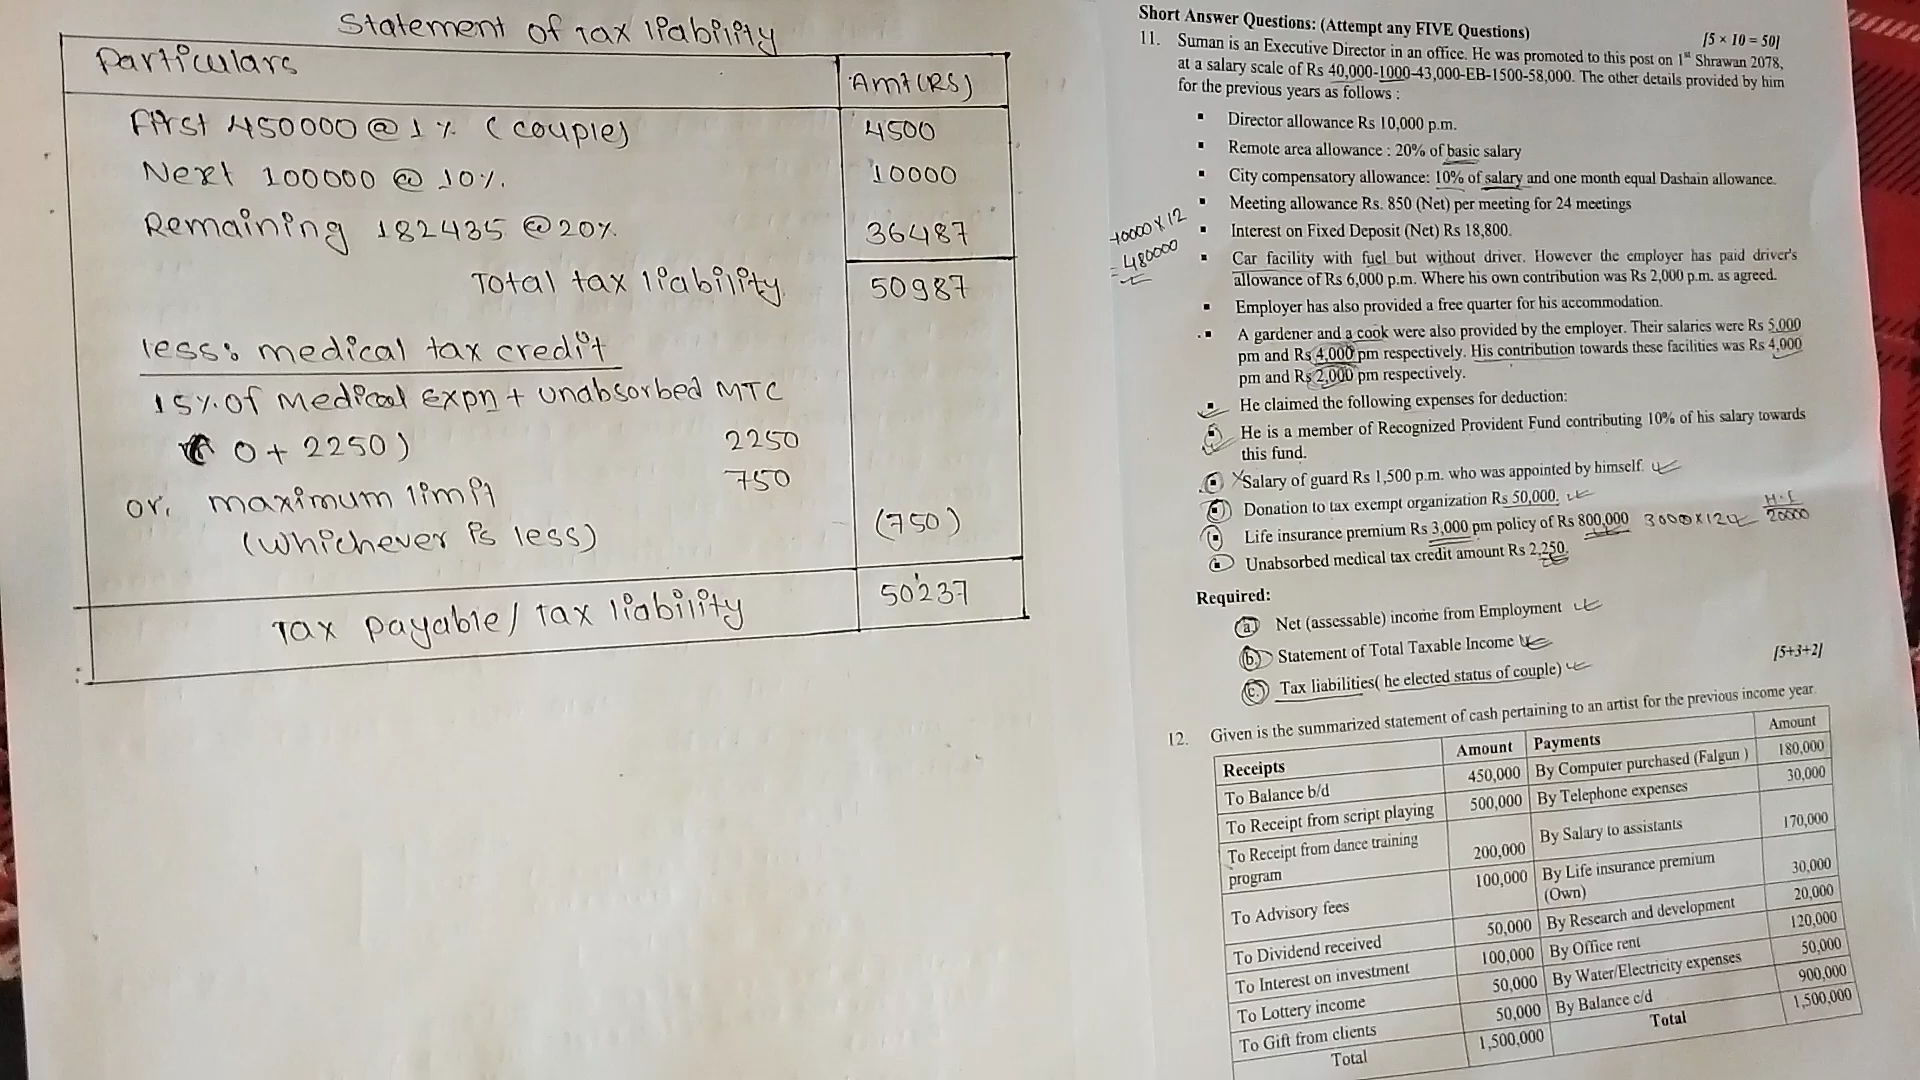 Statement of Tax liability
Particulars
Amt(RS)
First 450000 @ 1 % (couple)
4500
Next 100000 @ 10%.
10000
Remaining 182435 @ 20%.
36487
Total tax liability
50987
less: medical tax credit
15%. of Medical Expn + unabsorbed MTC
( 0 + 2250 )
2250
or, maximum limit
750
(whichever is less)
(750)
Tax payable / Tax liability
50237
Short Answer Questions: (Attempt any FIVE Questions)
[5 × 10 = 50]
11. Suman is an Executive Director in an office. He was promoted to this post on 1st Shrawan 2078,
at a salary scale of Rs 40,000-1000-43,000-EB-1500-58,000. The other details provided by him
for the previous years as follows :
▪ Director allowance Rs 10,000 p.m.
▪ Remote area allowance : 20% of basic salary
▪ City compensatory allowance: 10% of salary and one month equal Dashain allowance.
▪ Meeting allowance Rs. 850 (Net) per meeting for 24 meetings
40000 X 12
= 480000
▪ Interest on Fixed Deposit (Net) Rs 18,800.
▪ Car facility with fuel but without driver. However the employer has paid driver's
allowance of Rs 6,000 p.m. Where his own contribution was Rs 2,000 p.m. as agreed.
▪ Employer has also provided a free quarter for his accommodation.
▪ A gardener and a cook were also provided by the employer. Their salaries were Rs 5,000
pm and Rs 4,000 pm respectively. His contribution towards these facilities was Rs 4,000
pm and Rs 2,000 pm respectively.
▪ He claimed the following expenses for deduction:
▪ He is a member of Recognized Provident Fund contributing 10% of his salary towards
this fund.
▪ Salary of guard Rs 1,500 p.m. who was appointed by himself.
▪ Donation to tax exempt organization Rs 50,000.
▪ Life insurance premium Rs 3,000 pm policy of Rs 800,000
3000 X 12
20000
▪ Unabsorbed medical tax credit amount Rs 2,250.
Required:
a. Net (assessable) income from Employment
b. Statement of Total Taxable Income
c. Tax liabilities( he elected status of couple)
[5+3+2]
12. Given is the summarized statement of cash pertaining to an artist for the previous income year.
Receipts Amount Payments Amount
To Balance b/d 450,000 By Computer purchased (Falgun ) 180,000
To Receipt from script playing 500,000 By Telephone expenses 30,000
To Receipt from dance training
program 200,000 By Salary to assistants 170,000
To Advisory fees 100,000 By Life insurance premium
(Own) 30,000
To Dividend received 50,000 By Research and development 20,000
To Interest on investment 100,000 By Office rent 120,000
To Lottery income 50,000 By Water/Electricity expenses 50,000
To Gift from clients 50,000 By Balance c/d 900,000
Total 1,500,000 Total 1,500,000